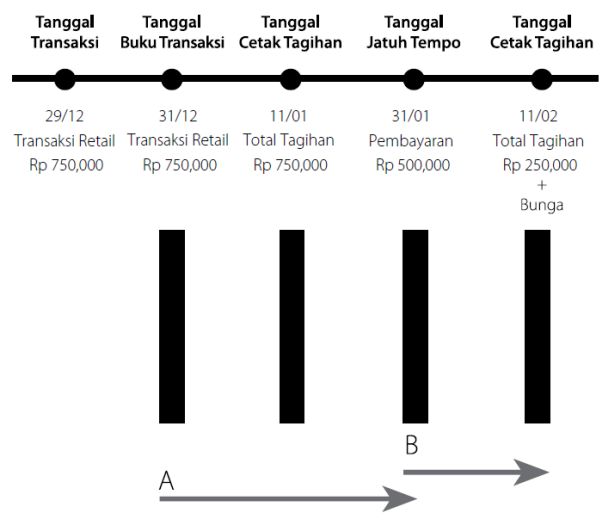 Tanggal
Transaksi
Tanggal
Buku Transaksi
Tanggal
Cetak Tagihan
Tanggal
Jatuh Tempo
Tanggal
Cetak Tagihan
29/12
Transaksi Retail
Rp 750,000
31/12
Transaksi Retail
Rp 750,000
11/01
Total Tagihan
Rp 750,000
31/01
Pembayaran
Rp 500,000
11/02
Total Tagihan
Rp 250,000
+
Bunga
B
A